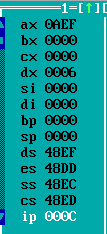 1=[↑]
ax 0AEF
bx 0000
cx 0000
dx 0006
si 0000
di 0000
bp 0000
sp 0000
ds 48EF
es 48DD
ss 48EC
cs 48ED
ip 000C